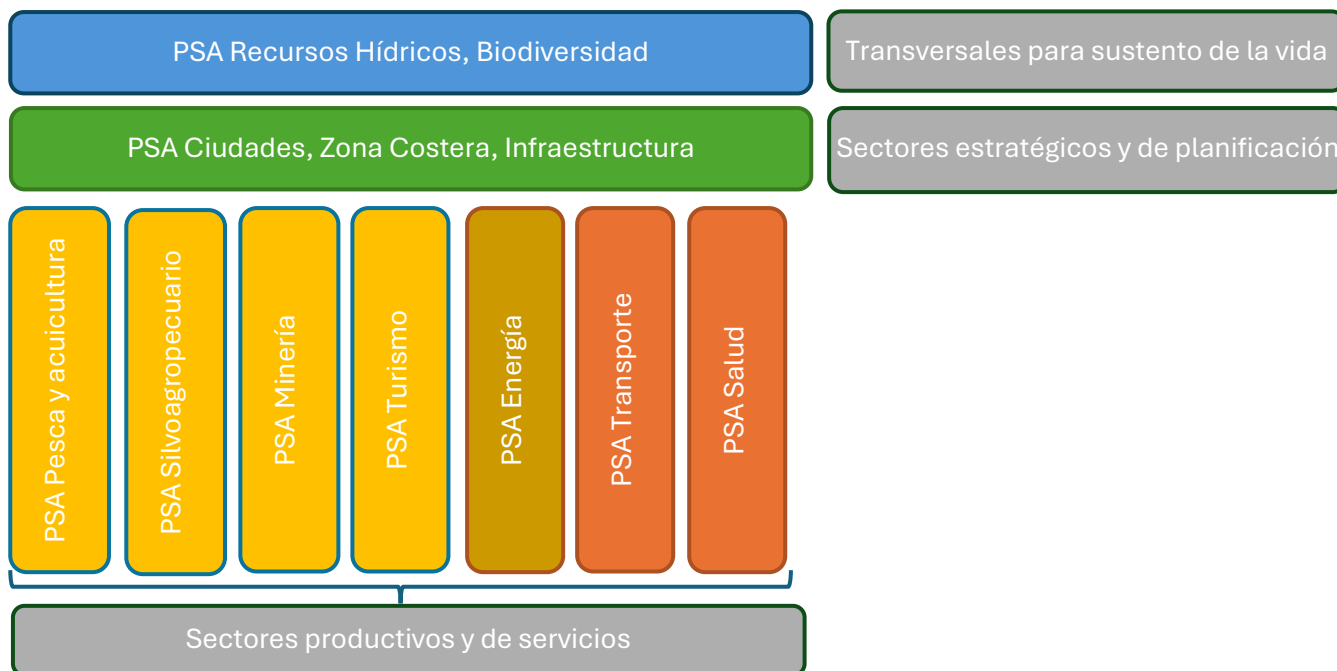 PSA Recursos Hídricos, Biodiversidad
Transversales para sustento de la vida
PSA Ciudades, Zona Costera, Infraestructura
Sectores estratégicos y de planificación
PSA Pesca y acuicultura
PSA Silvoagropecuario
PSA Minería
PSA Turismo
PSA Energía
PSA Transporte
PSA Salud
Sectores productivos y de servicios